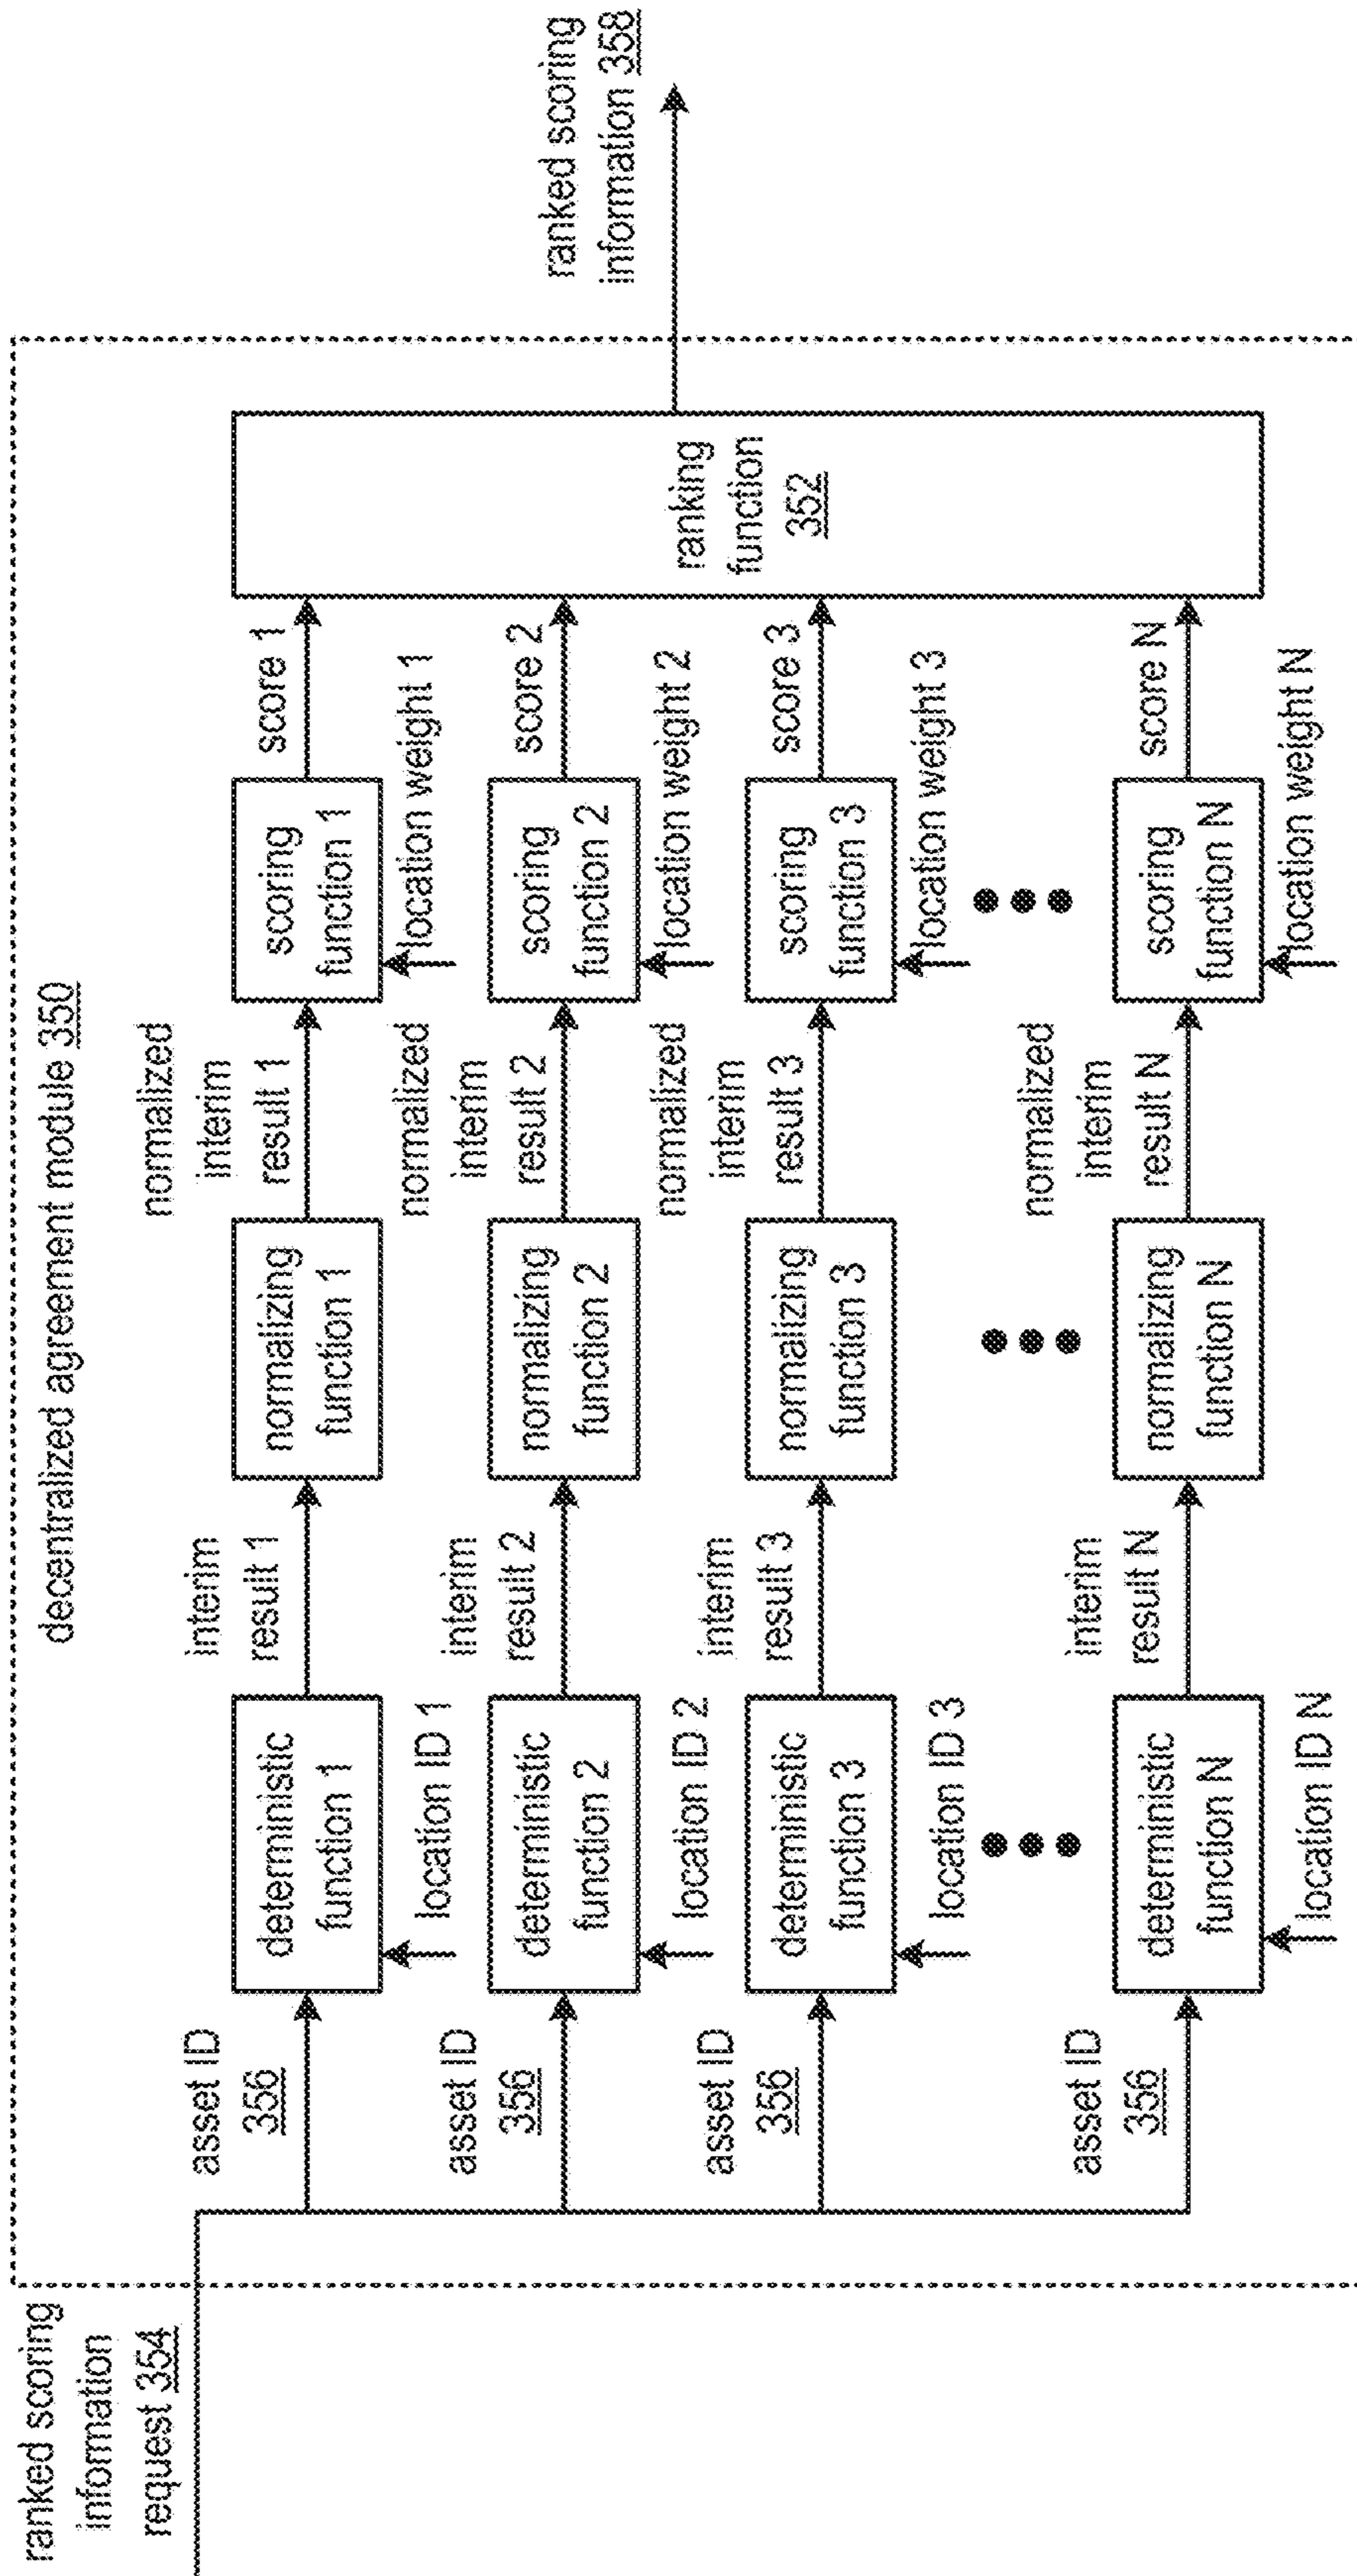 ranked scoring
information
request 354
decentralized agreement module 350
asset ID
356
deterministic
function 1
location ID 1
interim
result 1
normalizing
function 1
normalized
interim
result 1
scoring
function 1
location weight 1
score 1
asset ID
356
deterministic
function 2
location ID 2
interim
result 2
normalizing
function 2
normalized
interim
result 2
scoring
function 2
location weight 2
score 2
asset ID
356
deterministic
function 3
location ID 3
interim
result 3
normalizing
function 3
normalized
interim
result 3
scoring
function 3
location weight 3
score 3
asset ID
356
deterministic
function N
location ID N
interim
result N
normalizing
function N
normalized
interim
result N
scoring
function N
location weight N
score N
ranking
function
352
ranked scoring
information 358